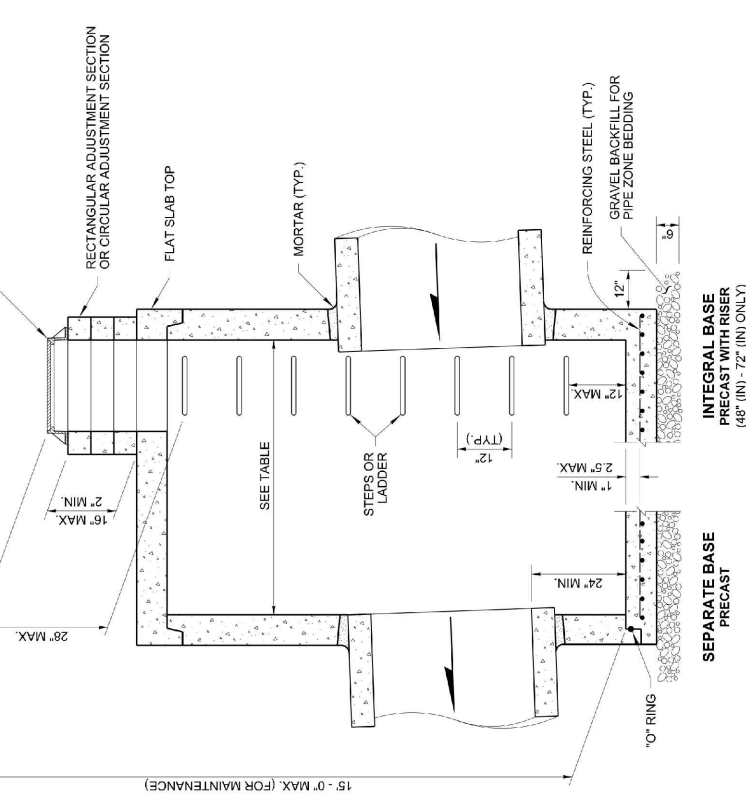 RECTANGULAR ADJUSTMENT SECTION
OR CIRCULAR ADJUSTMENT SECTION
FLAT SLAB TOP
MORTAR (TYP.)
REINFORCING STEEL (TYP.)
GRAVEL BACKFILL FOR
PIPE ZONE BEDDING
16" MAX.
2" MIN.
28" MAX.
SEE TABLE
STEPS OR
LADDER
12"
(TYP.)
12" MAX.
12"
6"
1" MIN.
2.5" MAX.
24" MIN.
"O" RING
15' - 0" MAX. (FOR MAINTENANCE)
SEPARATE BASE
PRECAST
INTEGRAL BASE
PRECAST WITH RISER
(48" (IN) - 72" (IN) ONLY)